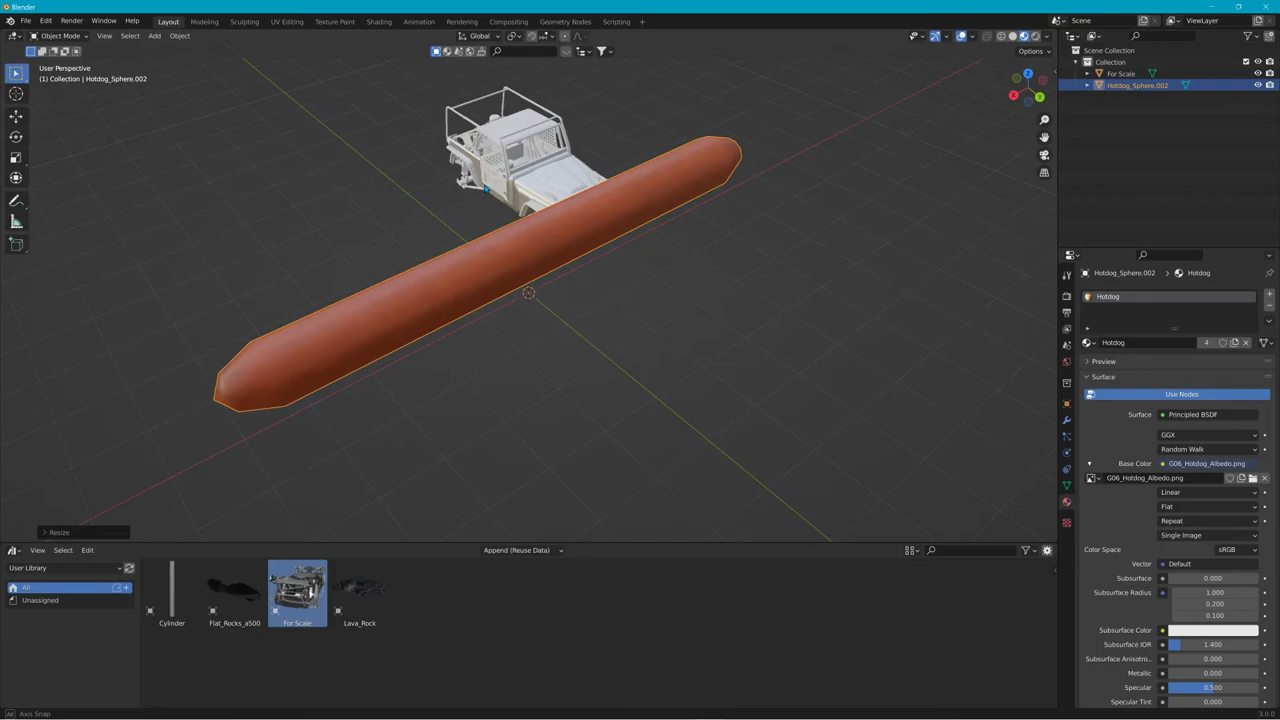 Blender
File Edit Render Window Help Layout Modeling Sculpting UV Editing Texture Paint Shading Animation Rendering Compositing Geometry Nodes Scripting + Scene ViewLayer
Object Mode Global
View Select Add Object
Options
User Perspective
(1) Collection | Hotdog_Sphere.002
Z
X
Y
Scene Collection
Collection
For Scale
Hotdog_Sphere.002
Hotdog_Sphere.002 > Hotdog
Hotdog
Hotdog 4
Preview
Surface
Use Nodes
Surface Principled BSDF
GGX
Random Walk
Base Color G06_Hotdog_Albedo.png
G06_Hotdog_Albedo.png
Linear
Flat
Repeat
Single Image
Color Space sRGB
Vector Default
Subsurface 0.000
Subsurface Radius 1.000
0.200
0.100
Subsurface Color
Subsurface IOR 1.400
Subsurface Anisotro... 0.000
Metallic 0.000
Specular 0.500
Specular Tint 0.000
> Resize
View Select Edit Append (Reuse Data)
User Library
All
Unassigned
Cylinder Flat_Rocks_a500 For Scale Lava_Rock
Axis Snap 3.0.0